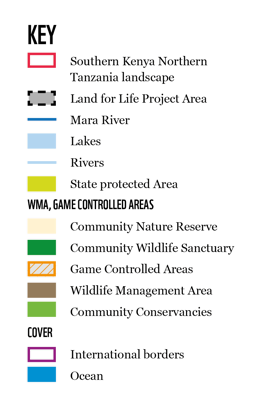 KEY
Southern Kenya Northern
Tanzania landscape
Land for Life Project Area
Mara River
Lakes
Rivers
State protected Area
WMA, GAME CONTROLLED AREAS
Community Nature Reserve
Community Wildlife Sanctuary
Game Controlled Areas
Wildlife Management Area
Community Conservancies
COVER
International borders
Ocean